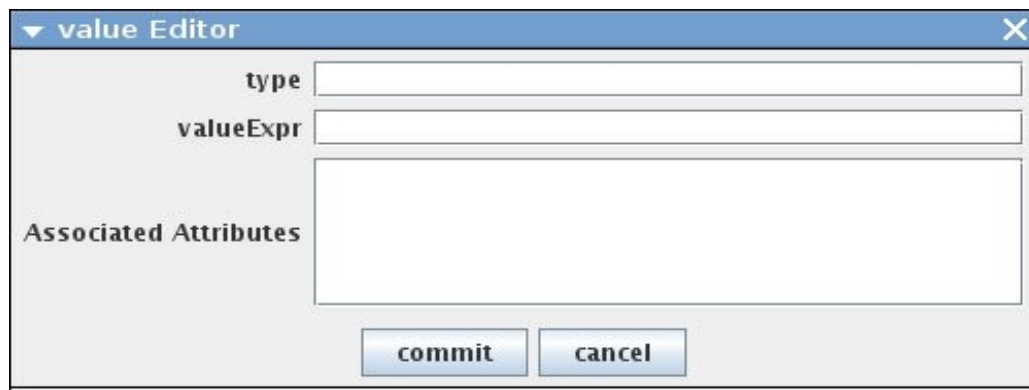 value Editor
type
valueExpr
Associated Attributes
commit cancel